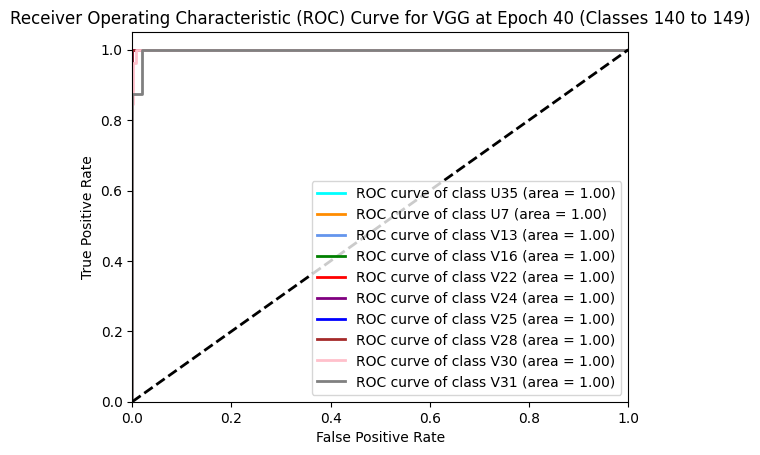 Receiver Operating Characteristic (ROC) Curve for VGG at Epoch 40 (Classes 140 to 149)
1.0
0.8
0.6
0.4
0.2
0.0
True Positive Rate
ROC curve of class U35 (area = 1.00)
ROC curve of class U7 (area = 1.00)
ROC curve of class V13 (area = 1.00)
ROC curve of class V16 (area = 1.00)
ROC curve of class V22 (area = 1.00)
ROC curve of class V24 (area = 1.00)
ROC curve of class V25 (area = 1.00)
ROC curve of class V28 (area = 1.00)
ROC curve of class V30 (area = 1.00)
ROC curve of class V31 (area = 1.00)
0.0 0.2 0.4 0.6 0.8 1.0
False Positive Rate